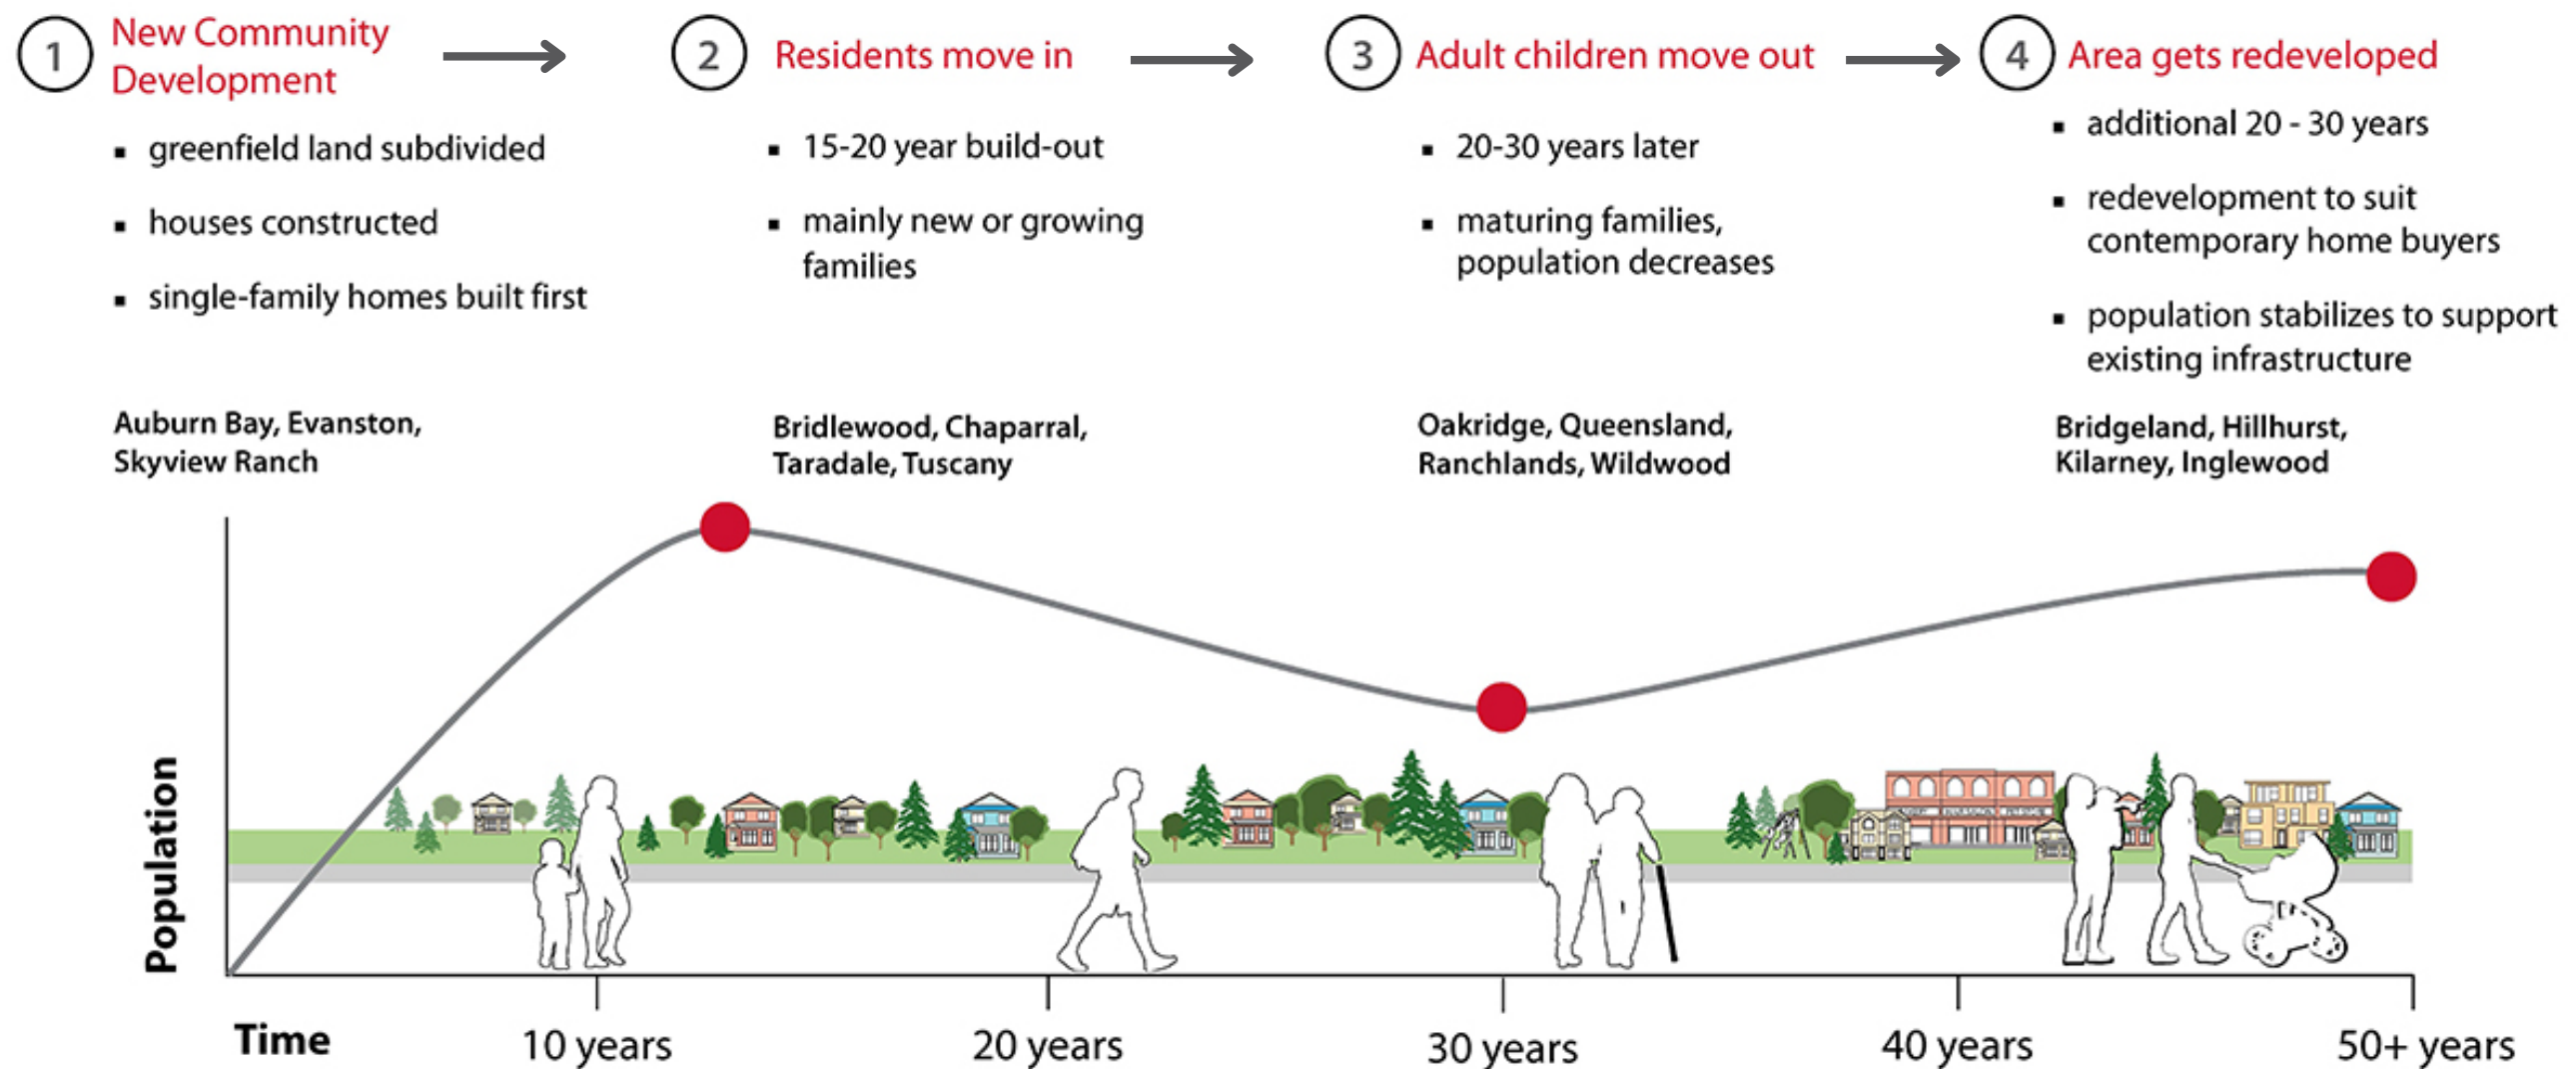 1
New Community
Development
▪ greenfield land subdivided
▪ houses constructed
▪ single-family homes built first
Auburn Bay, Evanston,
Skyview Ranch
2
Residents move in
▪ 15-20 year build-out
▪ mainly new or growing
families
Bridlewood, Chaparral,
Taradale, Tuscany
3
Adult children move out
▪ 20-30 years later
▪ maturing families,
population decreases
Oakridge, Queensland,
Ranchlands, Wildwood
4
Area gets redeveloped
▪ additional 20 - 30 years
▪ redevelopment to suit
contemporary home buyers
▪ population stabilizes to support
existing infrastructure
Bridgeland, Hillhurst,
Kilarney, Inglewood
Population
Time
10 years
20 years
30 years
40 years
50+ years